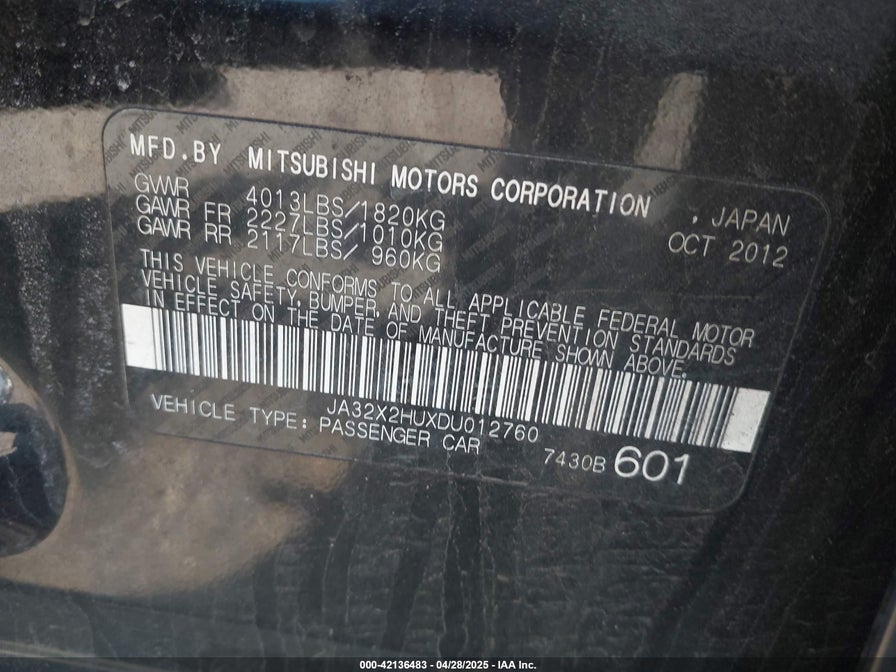 MFD.BY MITSUBISHI MOTORS CORPORATION , JAPAN
GVWR 4013LBS/1820KG OCT 2012
GAWR FR 2227LBS/1010KG
GAWR RR 2117LBS/ 960KG
THIS VEHICLE CONFORMS TO ALL APPLICABLE FEDERAL MOTOR
VEHICLE SAFETY, BUMPER, AND THEFT PREVENTION STANDARDS
IN EFFECT ON THE DATE OF MANUFACTURE SHOWN ABOVE.
JA32X2HUXDU012760
VEHICLE TYPE: PASSENGER CAR
7430B 601
000-42136483 - 04/28/2025 - IAA Inc.